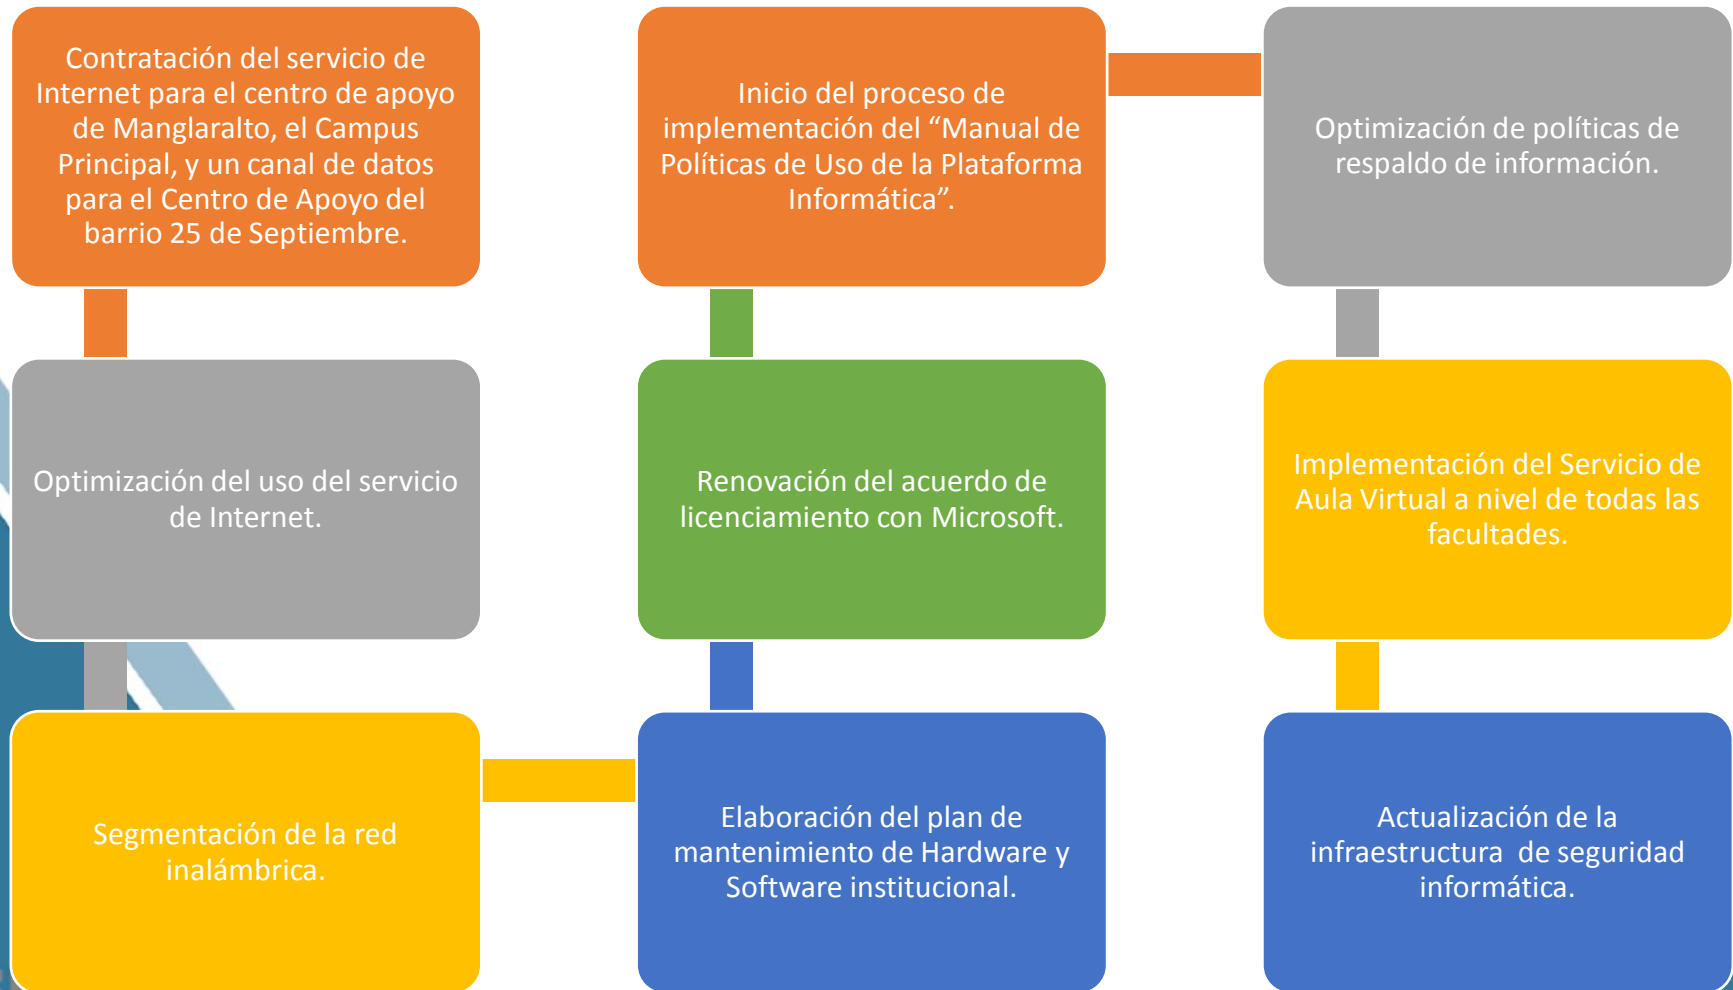 Contratación del servicio de
Internet para el centro de apoyo
de Manglaralto, el Campus
Principal, y un canal de datos
para el Centro de Apoyo del
barrio 25 de Septiembre.
Optimización del uso del servicio
de Internet.
Segmentación de la red
inalámbrica.
Elaboración del plan de
mantenimiento de Hardware y
Software institucional.
Renovación del acuerdo de
licenciamiento con Microsoft.
Inicio del proceso de
implementación del “Manual de
Políticas de Uso de la Plataforma
Informática”.
Optimización de políticas de
respaldo de información.
Implementación del Servicio de
Aula Virtual a nivel de todas las
facultades.
Actualización de la
infraestructura  de seguridad
informática.